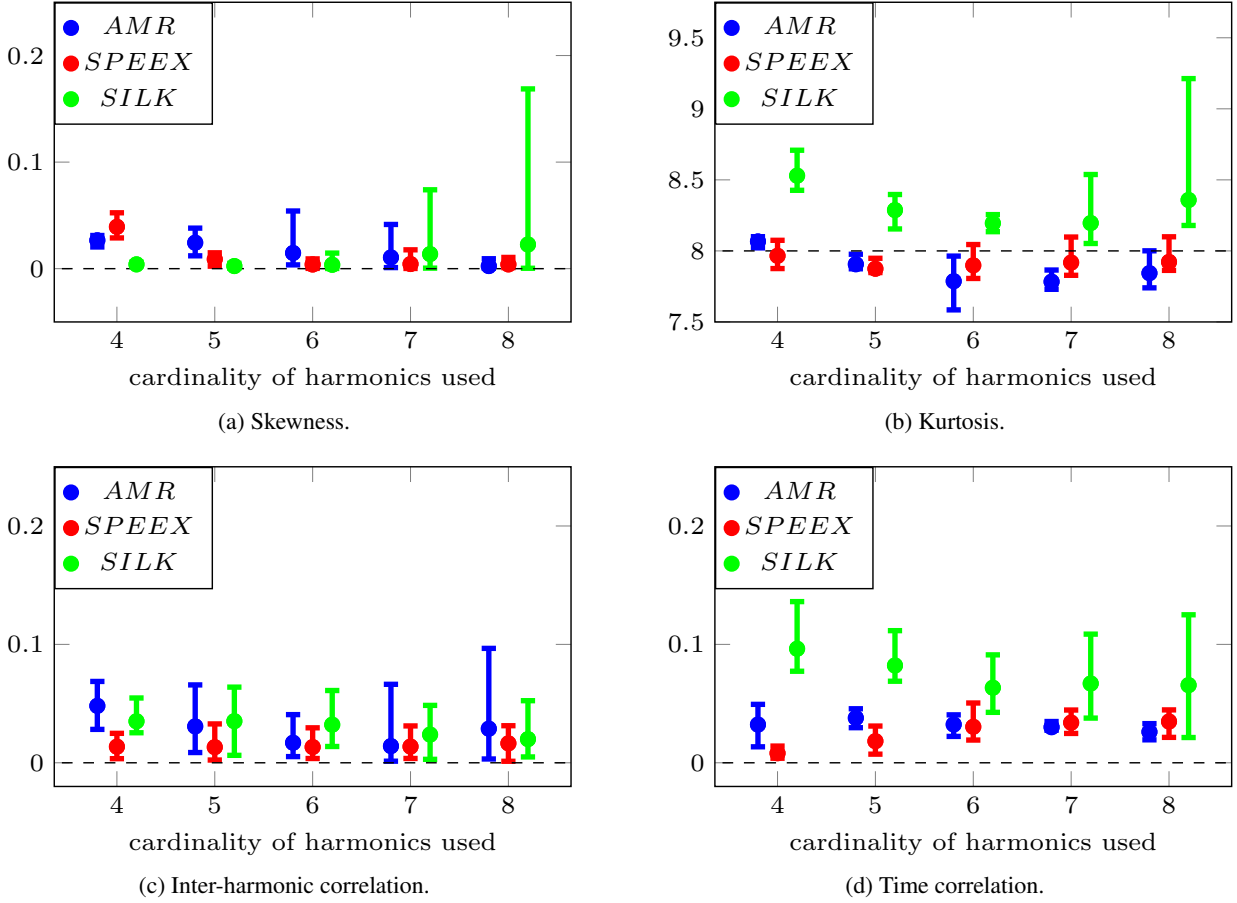 AMR
SPEEX
SILK
0.2
0.1
0
4 5 6 7 8
cardinality of harmonics used
(a) Skewness.
AMR
SPEEX
SILK
9.5
9
8.5
8
7.5
4 5 6 7 8
cardinality of harmonics used
(b) Kurtosis.
AMR
SPEEX
SILK
0.2
0.1
0
4 5 6 7 8
cardinality of harmonics used
(c) Inter-harmonic correlation.
AMR
SPEEX
SILK
0.2
0.1
0
4 5 6 7 8
cardinality of harmonics used
(d) Time correlation.